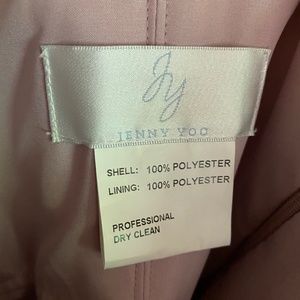 JY
JENNY YOO
SHELL: 100% POLYESTER
LINING: 100% POLYESTER
PROFESSIONAL
DRY CLEAN